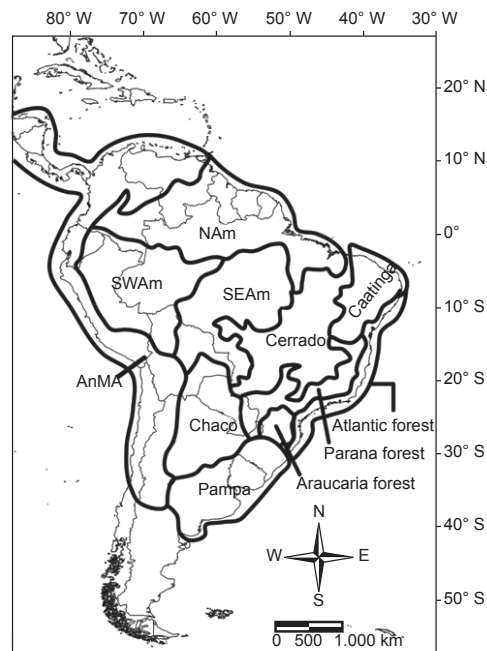 80° W 70° W 60° W 50° W 40° W 30° W
20° N
10° N
NAm
0°
SWAm
SEAm
Caatinga
10° S
Cerrado
AnMA
20° S
Chaco
Atlantic forest
Parana forest
30° S
Araucaria forest
Pampa
N
40° S
W E
S
50° S
0 500 1.000 km